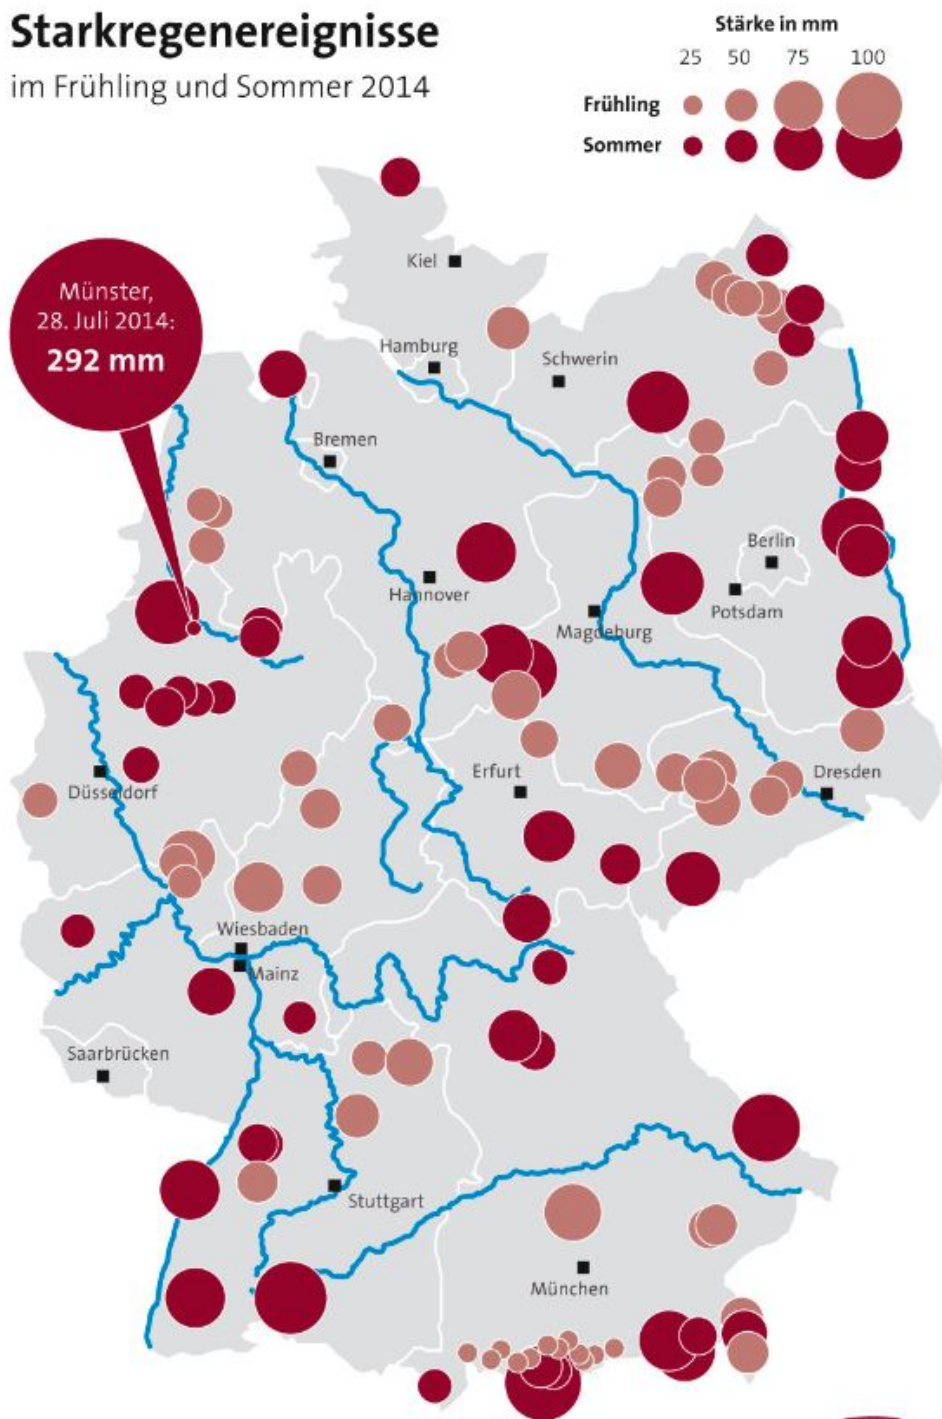 Starkregenereignisse
im Frühling und Sommer 2014
Stärke in mm
25 50 75 100
Frühling
Sommer
Münster,
28. Juli 2014:
292 mm
Kiel
Hamburg
Schwerin
Bremen
Berlin
Hannover
Potsdam
Magdeburg
Erfurt
Dresden
Düsseldorf
Wiesbaden
Mainz
Saarbrücken
Stuttgart
München